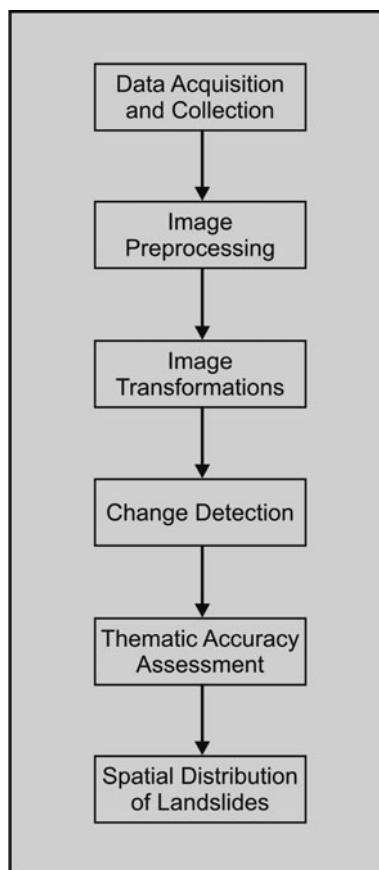 Data Acquisition
and Collection
Image
Preprocessing
Image
Transformations
Change Detection
Thematic Accuracy
Assessment
Spatial Distribution
of Landslides